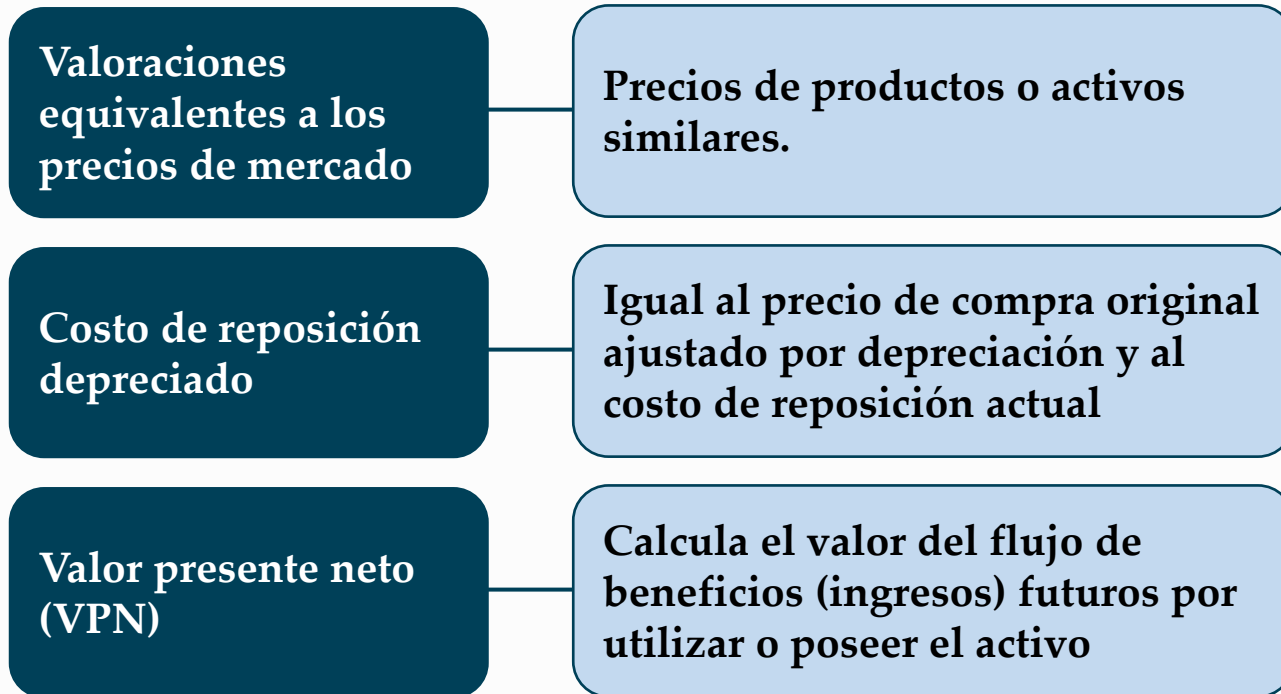 Valoraciones
equivalentes a los
precios de mercado
Precios de productos o activos
similares.
Costo de reposición
depreciado
Igual al precio de compra original
ajustado por depreciación y al
costo de reposición actual
Valor presente neto
(VPN)
Calcula el valor del flujo de
beneficios (ingresos) futuros por
utilizar o poseer el activo